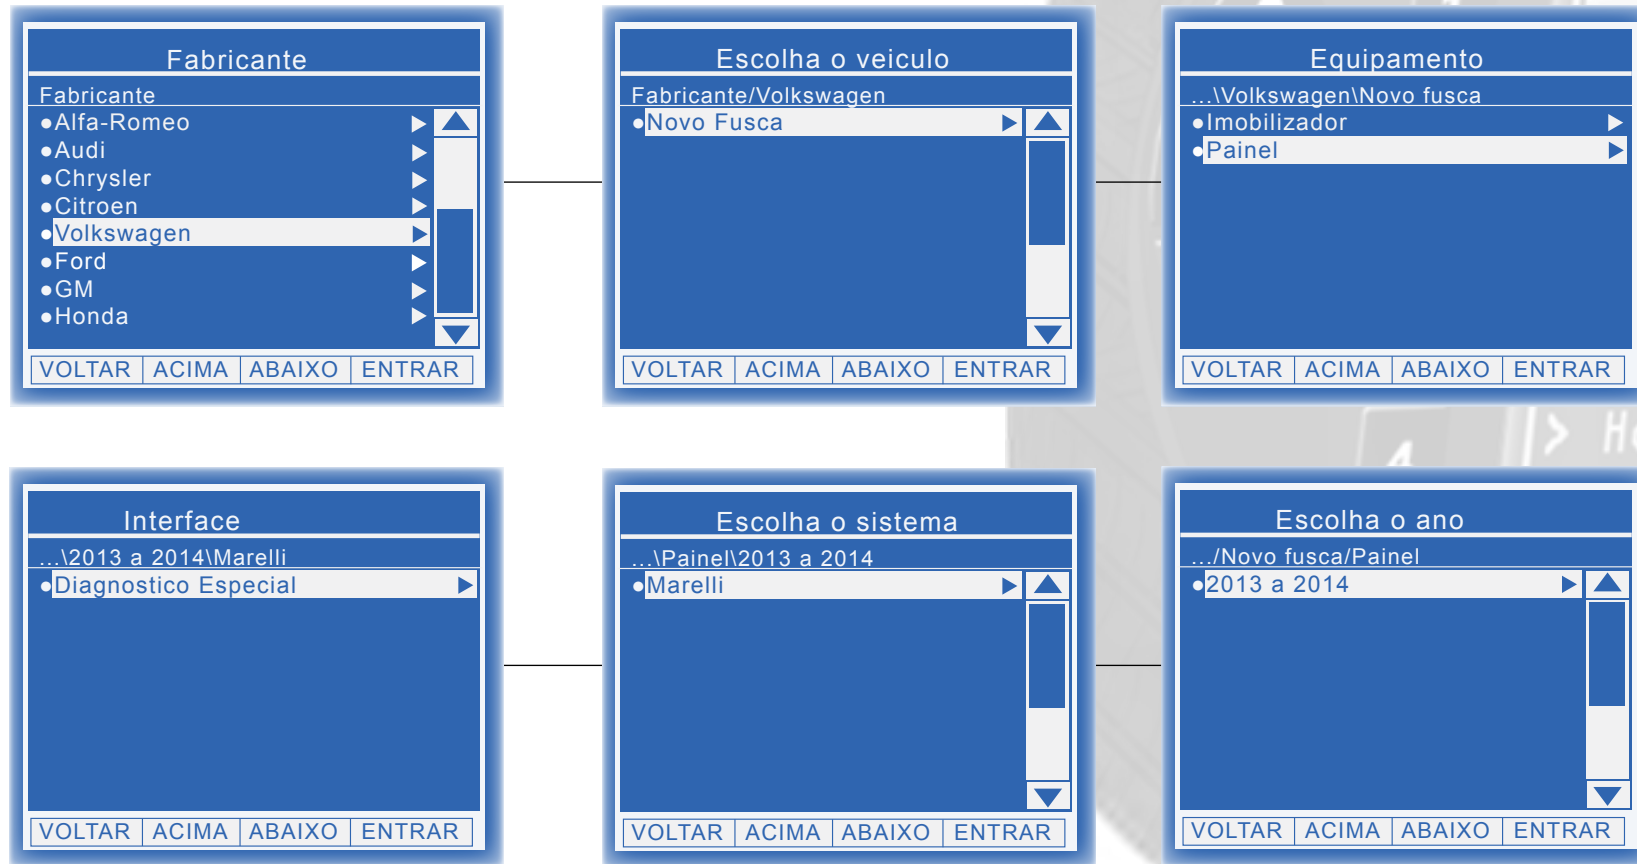 Fabricante
Fabricante
●Alfa-Romeo
●Audi
●Chrysler
●Citroen
●Volkswagen
●Ford
●GM
●Honda
VOLTAR ACIMA ABAIXO ENTRAR
Escolha o veiculo
Fabricante/Volkswagen
●Novo Fusca
VOLTAR ACIMA ABAIXO ENTRAR
Equipamento
...\Volkswagen\Novo fusca
●Imobilizador
●Painel
VOLTAR ACIMA ABAIXO ENTRAR
Interface
...\2013 a 2014\Marelli
●Diagnostico Especial
VOLTAR ACIMA ABAIXO ENTRAR
Escolha o sistema
...\Painel\2013 a 2014
●Marelli
VOLTAR ACIMA ABAIXO ENTRAR
Escolha o ano
.../Novo fusca/Painel
●2013 a 2014
VOLTAR ACIMA ABAIXO ENTRAR